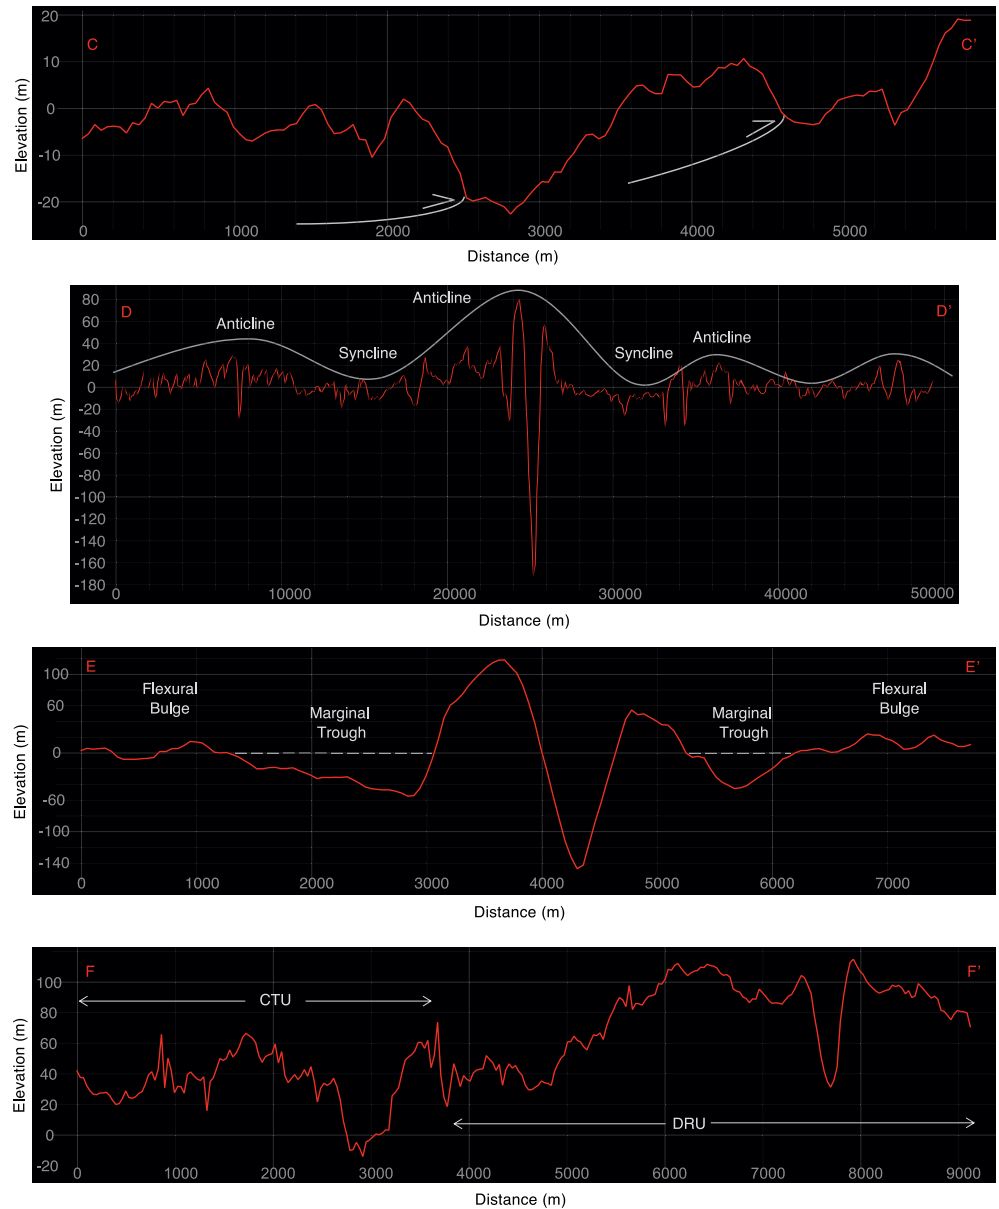 20
10
0
-10
-20
Elevation (m)
C
C'
0
1000
2000
3000
4000
5000
Distance (m)
80
60
40
20
0
-20
-40
-60
-80
-100
-120
-140
-160
-180
Elevation (m)
D
Anticline
Syncline
Anticline
Syncline
Anticline
D'
0
10000
20000
30000
40000
50000
Distance (m)
100
60
0
-60
-100
-140
Elevation (m)
E
Flexural
Bulge
Marginal
Trough
Marginal
Trough
Flexural
Bulge
E'
0
1000
2000
3000
4000
5000
6000
7000
Distance (m)
100
80
60
40
20
0
-20
Elevation (m)
F
CTU
DRU
F'
0
1000
2000
3000
4000
5000
6000
7000
8000
9000
Distance (m)